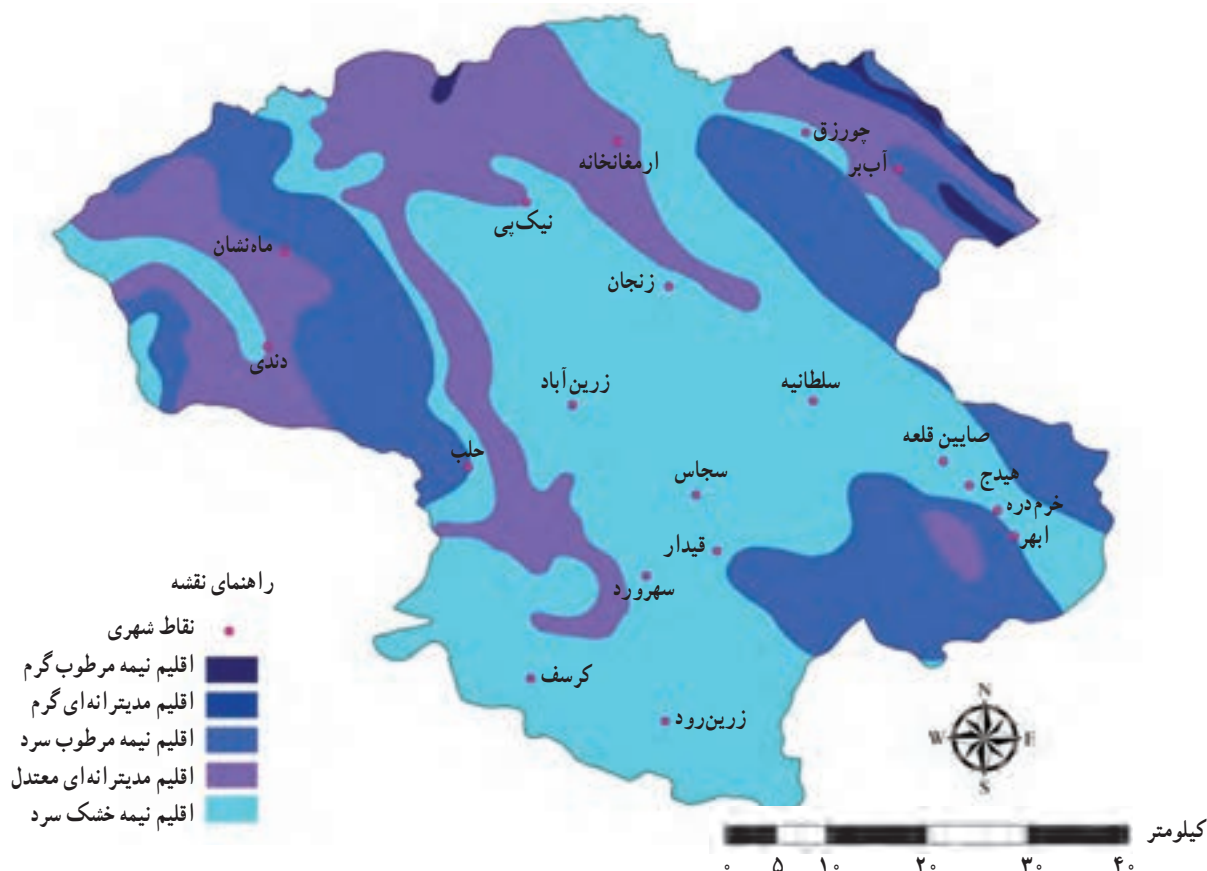 چورزق
آب‌بر
ارمغانخانه
نیک‌پی
ماه‌نشان
زنجان
دندی
زرین‌آباد
سلطانیه
صایین قلعه
حلب
هیدج
سجاس
خرم‌دره
ابهر
قیدار
سهرورد
کرسف
زرین‌رود
راهنمای نقشه
نقاط شهری
اقلیم نیمه مرطوب گرم
اقلیم مدیترانه‌ای گرم
اقلیم نیمه مرطوب سرد
اقلیم مدیترانه‌ای معتدل
اقلیم نیمه خشک سرد
N
W E
S
کیلومتر
۰ ۵ ۱۰ ۲۰ ۳۰ ۴۰